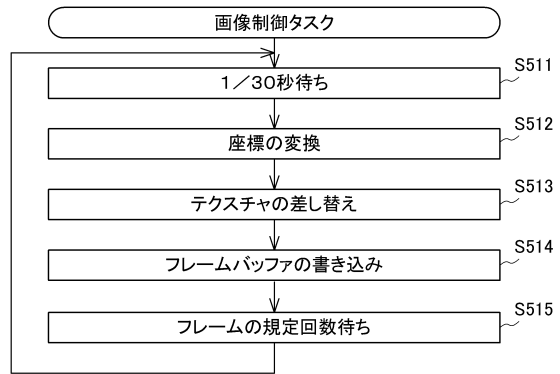 画像制御タスク
S511
1／30秒待ち
S512
座標の変換
S513
テクスチャの差し替え
S514
フレームバッファの書き込み
S515
フレームの規定回数待ち